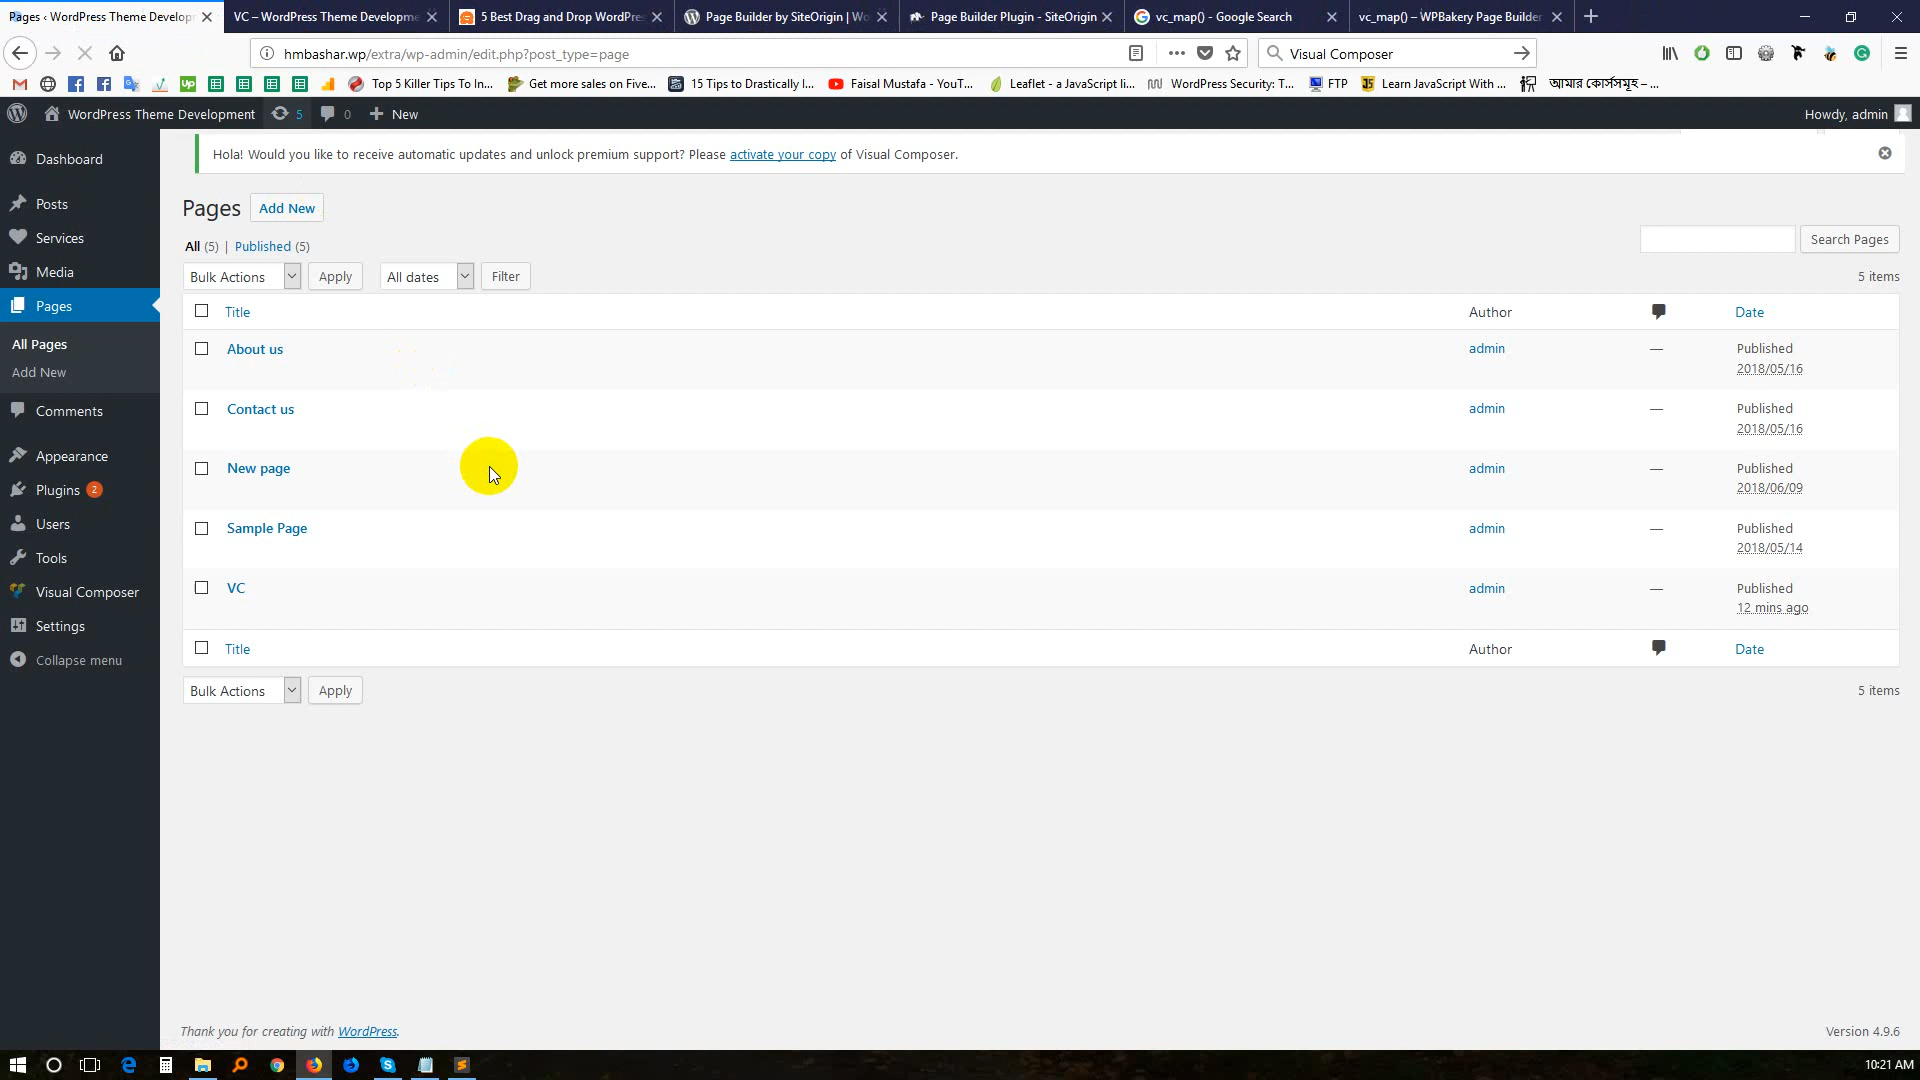 Pages ‹ WordPress Theme Develop
VC – WordPress Theme Developme
5 Best Drag and Drop WordPre
Page Builder by SiteOrigin | Wo
Page Builder Plugin - SiteOrigin
vc_map() - Google Search
vc_map() – WPBakery Page Builder
hmbashar.wp/extra/wp-admin/edit.php?post_type=page
Visual Composer
Top 5 Killer Tips To In...
Get more sales on Five...
15 Tips to Drastically I...
Faisal Mustafa - YouT...
Leaflet - a JavaScript li...
WordPress Security: T...
FTP
Learn JavaScript With ...
আমার কোর্সসমূহ – ...
WordPress Theme Development
5
0
New
Howdy, admin
Dashboard
Posts
Services
Media
Pages
All Pages
Add New
Comments
Appearance
Plugins 2
Users
Tools
Visual Composer
Settings
Collapse menu
Hola! Would you like to receive automatic updates and unlock premium support? Please activate your copy of Visual Composer.
Pages Add New
All (5) | Published (5)
Search Pages
Bulk Actions Apply All dates Filter
5 items
Title Author Date
About us admin — Published
2018/05/16
Contact us admin — Published
2018/05/16
New page admin — Published
2018/06/09
Sample Page admin — Published
2018/05/14
VC admin — Published
12 mins ago
Title Author Date
Bulk Actions Apply
5 items
Thank you for creating with WordPress.
Version 4.9.6
10:21 AM